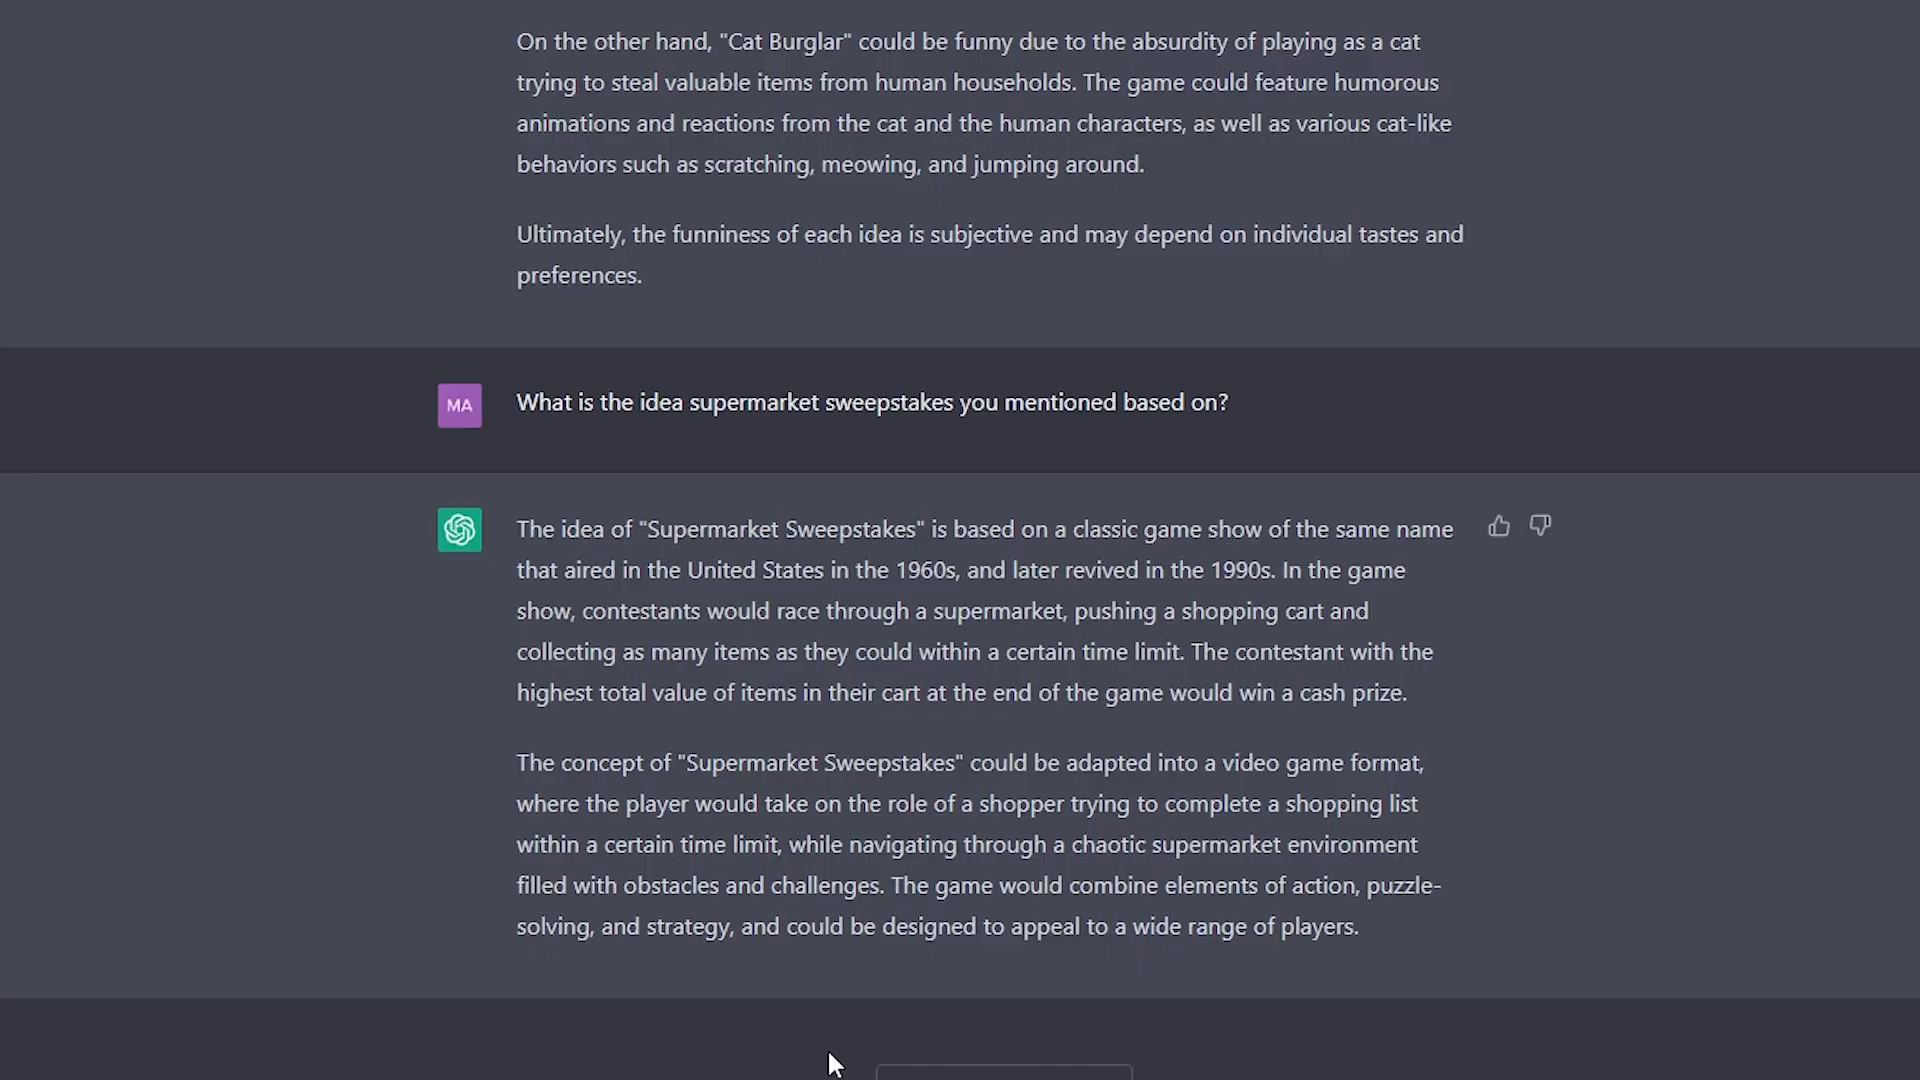 On the other hand, "Cat Burglar" could be funny due to the absurdity of playing as a cat
trying to steal valuable items from human households. The game could feature humorous
animations and reactions from the cat and the human characters, as well as various cat-like
behaviors such as scratching, meowing, and jumping around.
Ultimately, the funniness of each idea is subjective and may depend on individual tastes and
preferences.
MA
What is the idea supermarket sweepstakes you mentioned based on?
The idea of "Supermarket Sweepstakes" is based on a classic game show of the same name
that aired in the United States in the 1960s, and later revived in the 1990s. In the game
show, contestants would race through a supermarket, pushing a shopping cart and
collecting as many items as they could within a certain time limit. The contestant with the
highest total value of items in their cart at the end of the game would win a cash prize.
The concept of "Supermarket Sweepstakes" could be adapted into a video game format,
where the player would take on the role of a shopper trying to complete a shopping list
within a certain time limit, while navigating through a chaotic supermarket environment
filled with obstacles and challenges. The game would combine elements of action, puzzle-
solving, and strategy, and could be designed to appeal to a wide range of players.